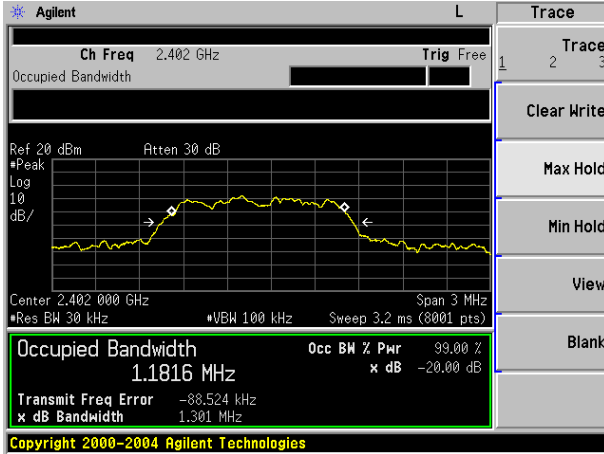 Agilent L Trace
Ch Freq 2.402 GHz Trig Free
Occupied Bandwidth
Trace
1 2 3
Clear Write
Max Hold
Min Hold
View
Blank
Ref 20 dBm Atten 30 dB
#Peak
Log
10
dB/
Center 2.402 000 GHz Span 3 MHz
#Res BW 30 kHz #VBW 100 kHz Sweep 3.2 ms (8001 pts)
Occupied Bandwidth Occ BW % Pwr 99.00 %
1.1816 MHz x dB -20.00 dB
Transmit Freq Error -88.524 kHz
x dB Bandwidth 1.301 MHz
Copyright 2000-2004 Agilent Technologies